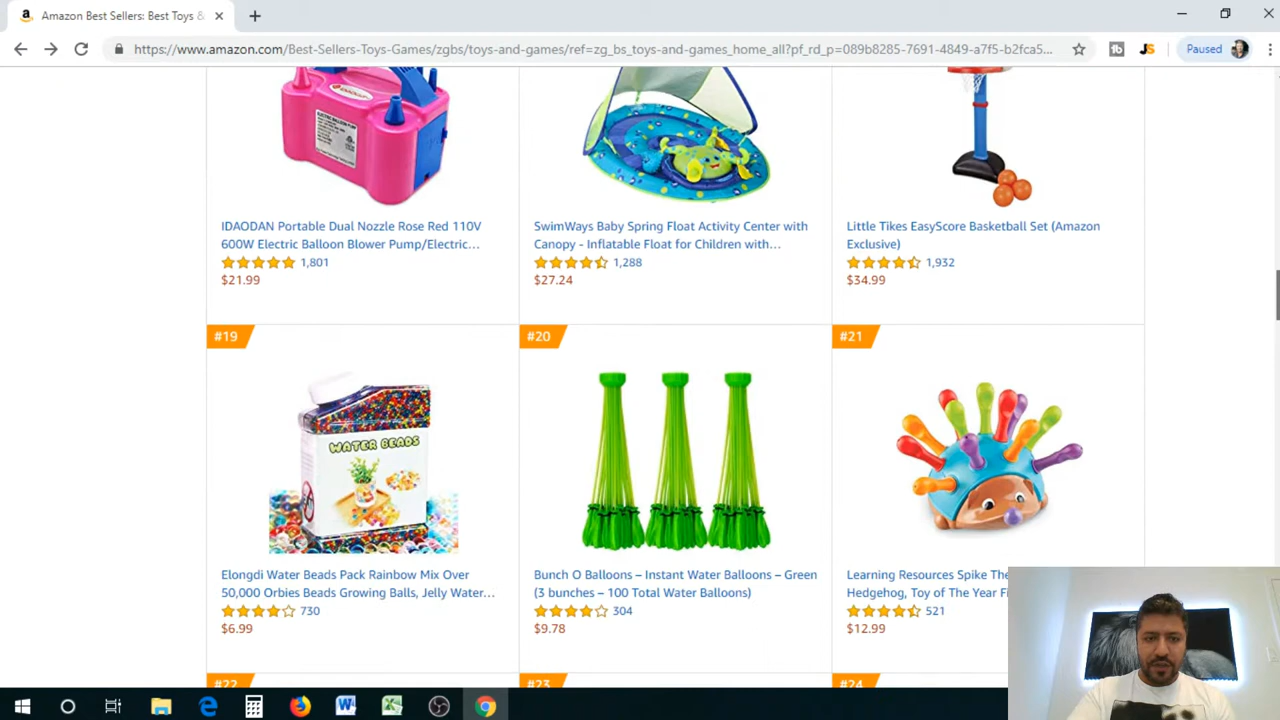 Amazon Best Sellers: Best Toys &
https://www.amazon.com/Best-Sellers-Toys-Games/zgbs/toys-and-games/ref=zg_bs_toys-and-games_home_all?pf_rd_p=089b8285-7691-4849-a7f5-b2fca5...
Paused
ELECTRIC BALLOON PUMP
IDAODAN Portable Dual Nozzle Rose Red 110V
600W Electric Balloon Blower Pump/Electric...
1,801
$21.99
SwimWays Baby Spring Float Activity Center with
Canopy - Inflatable Float for Children with...
1,288
$27.24
Little Tikes EasyScore Basketball Set (Amazon
Exclusive)
1,932
$34.99
#19
WATER BEADS
Elongdi Water Beads Pack Rainbow Mix Over
50,000 Orbies Beads Growing Balls, Jelly Water...
730
$6.99
#20
Bunch O Balloons – Instant Water Balloons – Green
(3 bunches – 100 Total Water Balloons)
304
$9.78
#21
Learning Resources Spike The
Hedgehog, Toy of The Year Fi
521
$12.99
#22
#23
#24